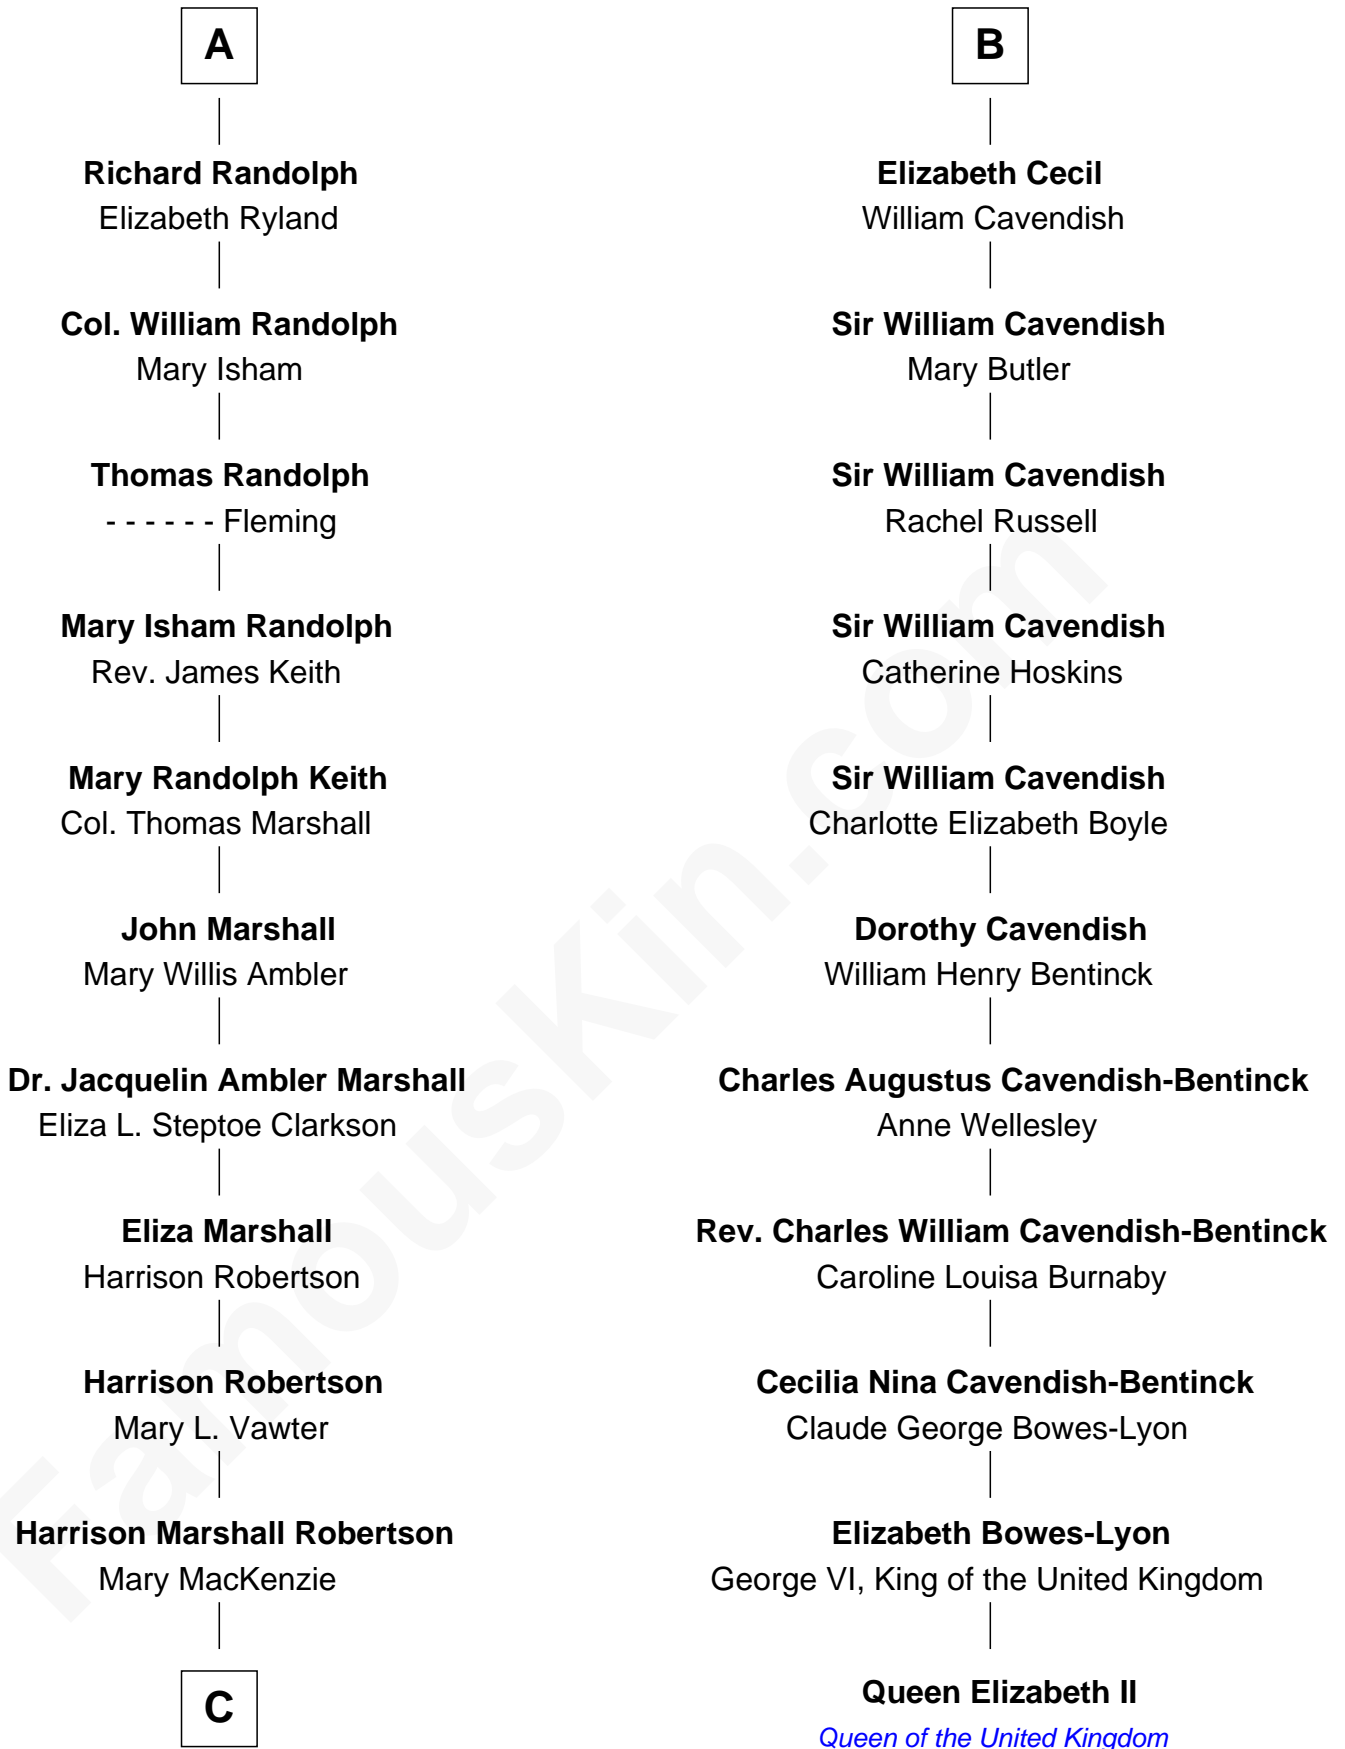 A
Richard Randolph
Elizabeth Ryland
Col. William Randolph
Mary Isham
Thomas Randolph
- - - - - - Fleming
Mary Isham Randolph
Rev. James Keith
Mary Randolph Keith
Col. Thomas Marshall
John Marshall
Mary Willis Ambler
Dr. Jacquelin Ambler Marshall
Eliza L. Steptoe Clarkson
Eliza Marshall
Harrison Robertson
Harrison Robertson
Mary L. Vawter
Harrison Marshall Robertson
Mary MacKenzie
C
B
Elizabeth Cecil
William Cavendish
Sir William Cavendish
Mary Butler
Sir William Cavendish
Rachel Russell
Sir William Cavendish
Catherine Hoskins
Sir William Cavendish
Charlotte Elizabeth Boyle
Dorothy Cavendish
William Henry Bentinck
Charles Augustus Cavendish-Bentinck
Anne Wellesley
Rev. Charles William Cavendish-Bentinck
Caroline Louisa Burnaby
Cecilia Nina Cavendish-Bentinck
Claude George Bowes-Lyon
Elizabeth Bowes-Lyon
George VI, King of the United Kingdom
Queen Elizabeth II
Queen of the United Kingdom
FamousKin.com